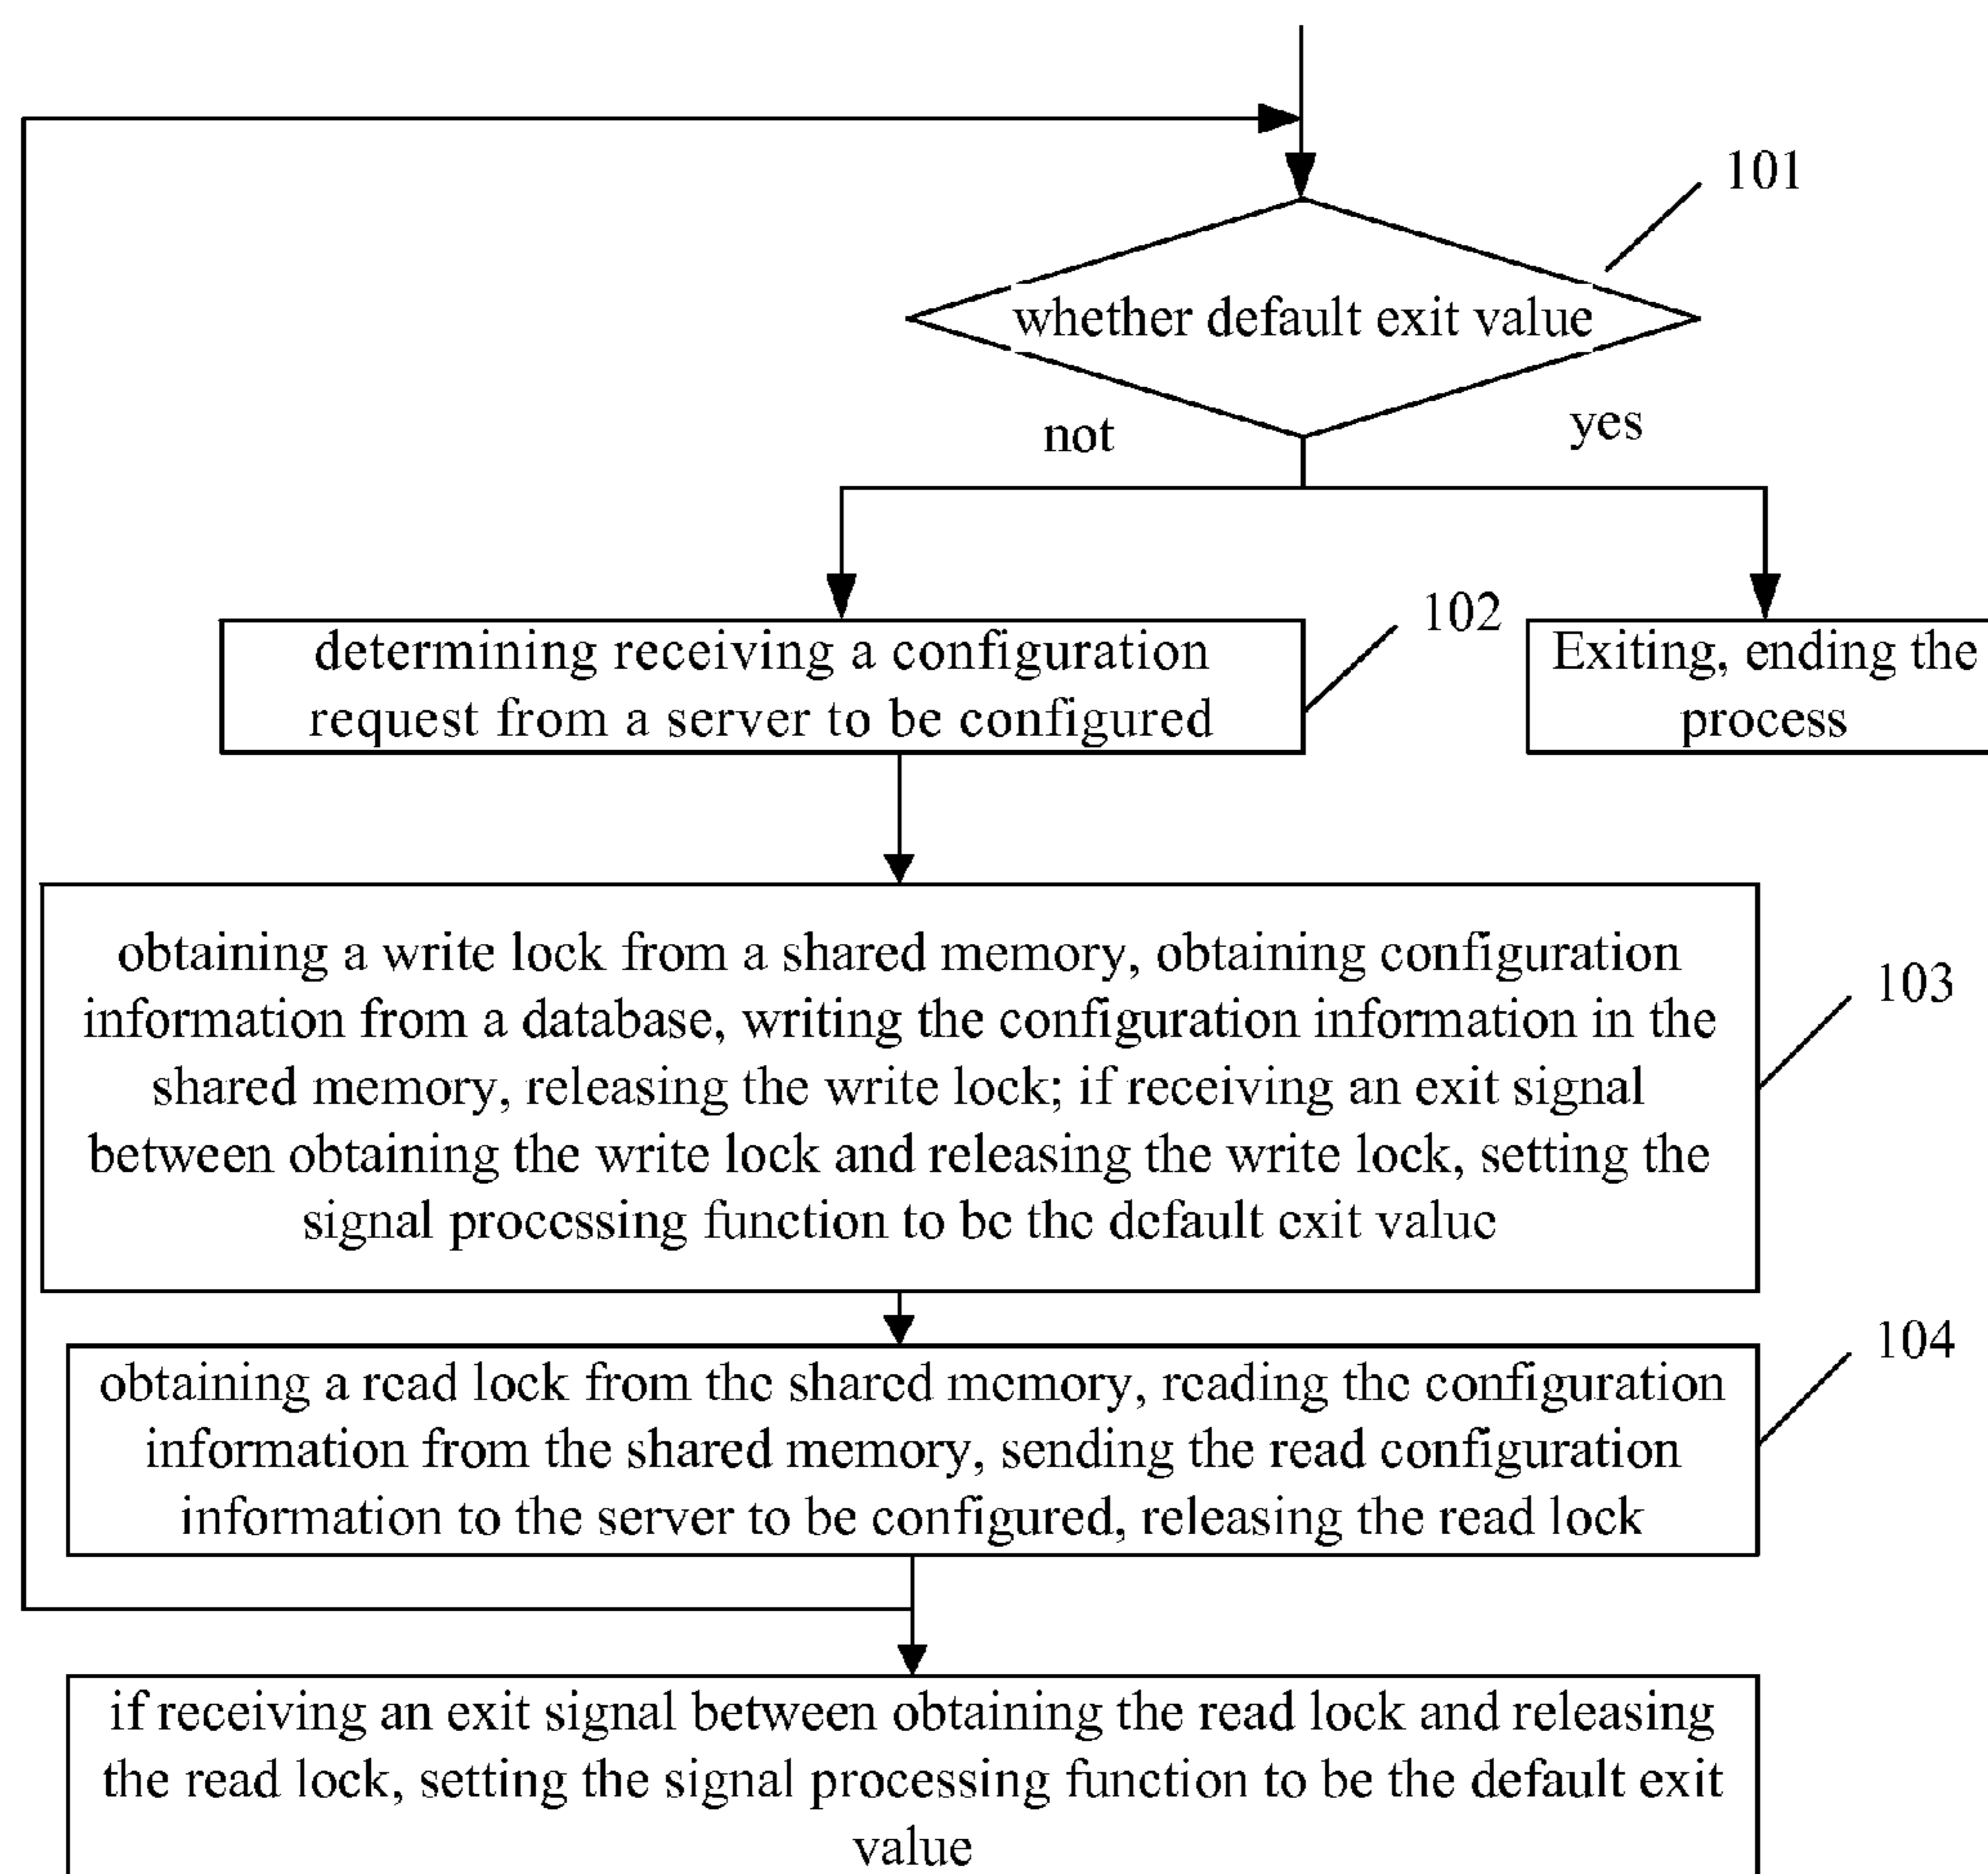 101
whether default exit value
not
yes
102
determining receiving a configuration
request from a server to be configured
Exiting, ending the
process
obtaining a write lock from a shared memory, obtaining configuration
information from a database, writing the configuration information in the
shared memory, releasing the write lock; if receiving an exit signal
between obtaining the write lock and releasing the write lock, setting the
signal processing function to be the default exit value
103
104
obtaining a read lock from the shared memory, reading the configuration
information from the shared memory, sending the read configuration
information to the server to be configured, releasing the read lock
if receiving an exit signal between obtaining the read lock and releasing
the read lock, setting the signal processing function to be the default exit
value